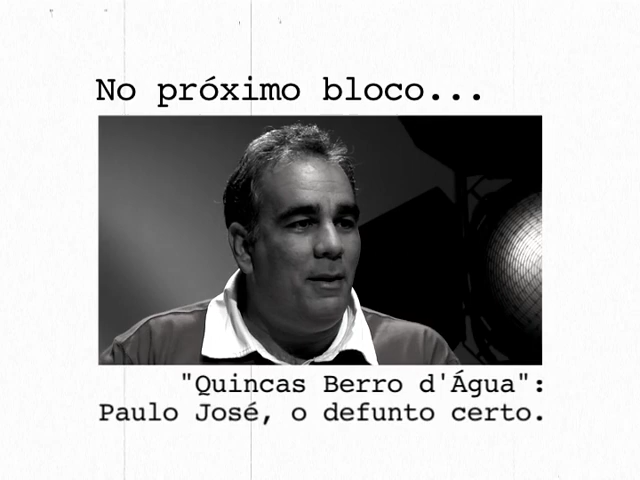 No próximo bloco...
"Quincas Berro d'Água":
Paulo José, o defunto certo.